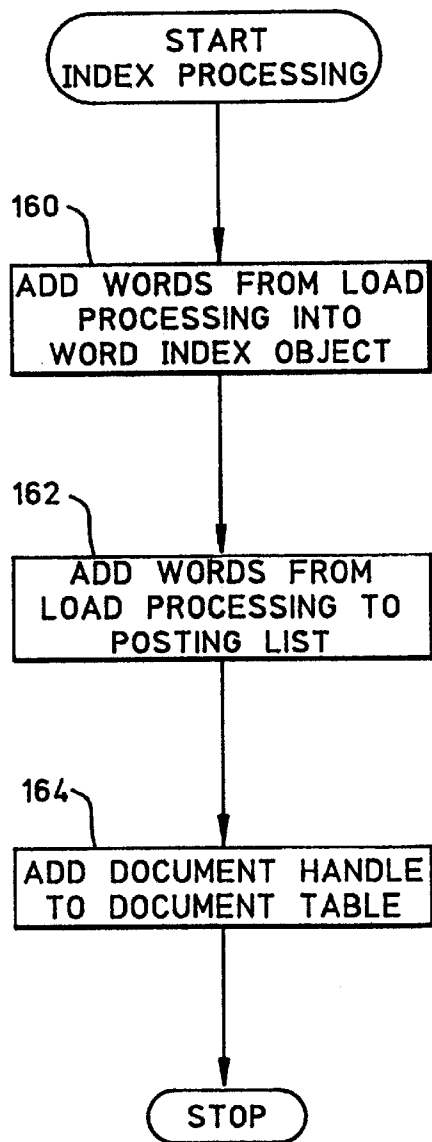 START
INDEX PROCESSING
160
ADD WORDS FROM LOAD
PROCESSING INTO
WORD INDEX OBJECT
162
ADD WORDS FROM
LOAD PROCESSING TO
POSTING LIST
164
ADD DOCUMENT HANDLE
TO DOCUMENT TABLE
STOP